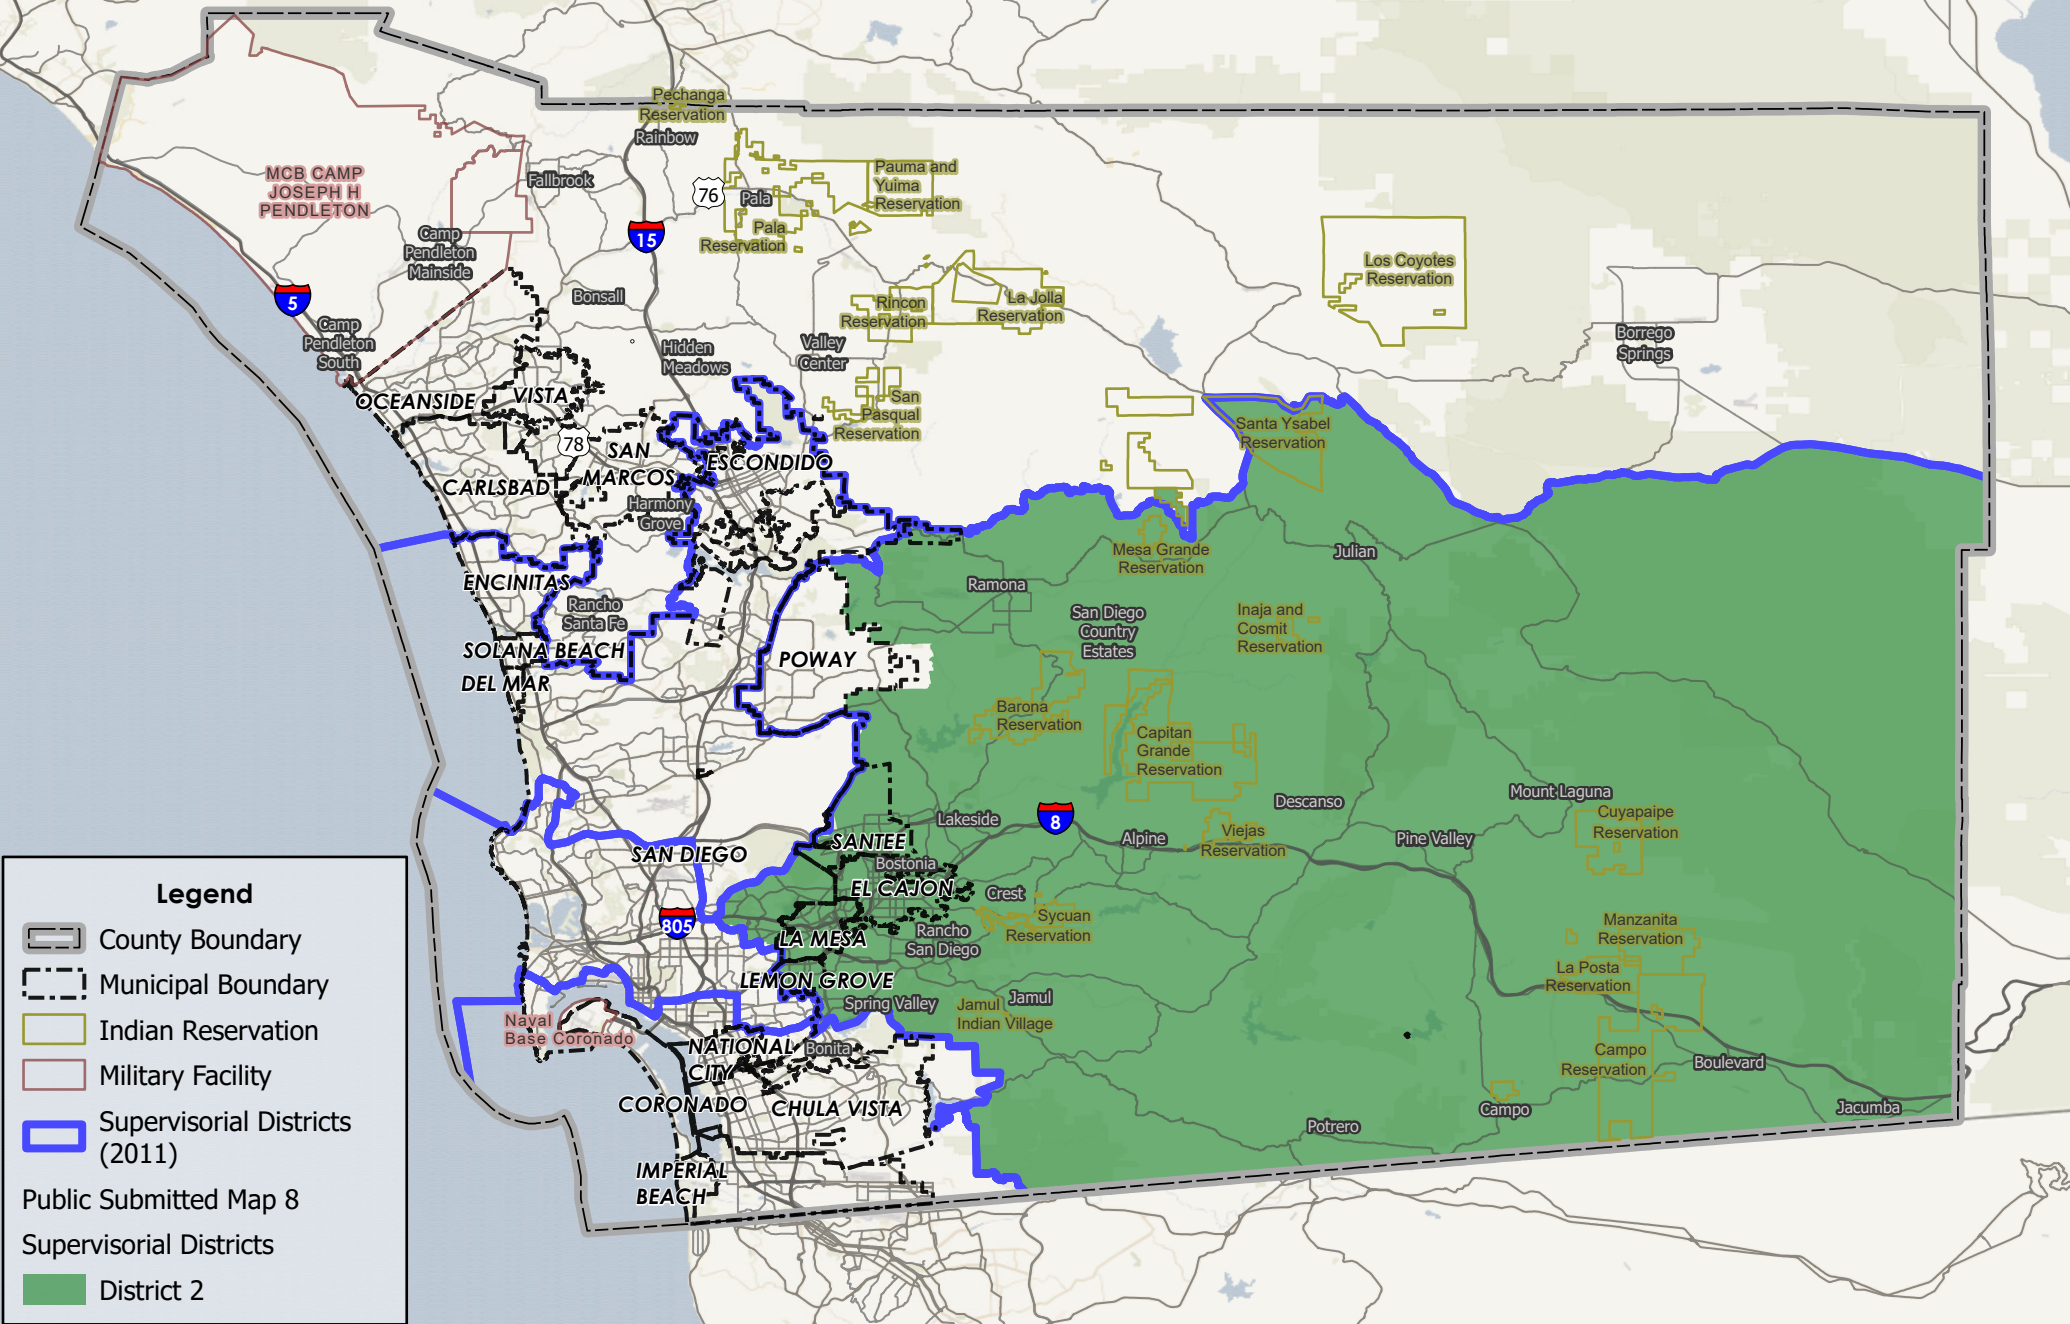 Pechanga
Reservation
Rainbow
MCB CAMP
JOSEPH H
PENDLETON
Fallbrook
76
Pala
Pauma and
Yuima
Reservation
Pala
Reservation
15
Camp
Pendleton
Mainside
5
Bonsall
Los Coyotes
Reservation
Rincon
Reservation
La Jolla
Reservation
Camp
Pendleton
South
Hidden
Meadows
Valley
Center
Borrego
Springs
OCEANSIDE
VISTA
San
Pasqual
Reservation
Santa Ysabel
Reservation
78
SAN
MARCOS
ESCONDIDO
CARLSBAD
Harmony
Grove
Mesa Grande
Reservation
Julian
ENCINITAS
Rancho
Santa Fe
Ramona
San Diego
Country
Estates
Inaja and
Cosmit
Reservation
SOLANA BEACH
POWAY
DEL MAR
Barona
Reservation
Capitan
Grande
Reservation
Descanso
Mount Laguna
Cuyapaipe
Reservation
Lakeside
8
Alpine
Viejas
Reservation
Pine Valley
SAN DIEGO
SANTEE
Bostonia
EL CAJON
Crest
805
Sycuan
Reservation
LA MESA
Rancho
San Diego
Manzanita
Reservation
La Posta
Reservation
LEMON GROVE
Spring Valley
Jamul
Indian Village
Jamul
Naval
Base Coronado
NATIONAL
CITY
Bonita
Campo
Reservation
Boulevard
CORONADO
CHULA VISTA
Campo
Jacumba
Potrero
IMPERIAL
BEACH
Legend
County Boundary
Municipal Boundary
Indian Reservation
Military Facility
Supervisorial Districts
(2011)
Public Submitted Map 8
Supervisorial Districts
District 2